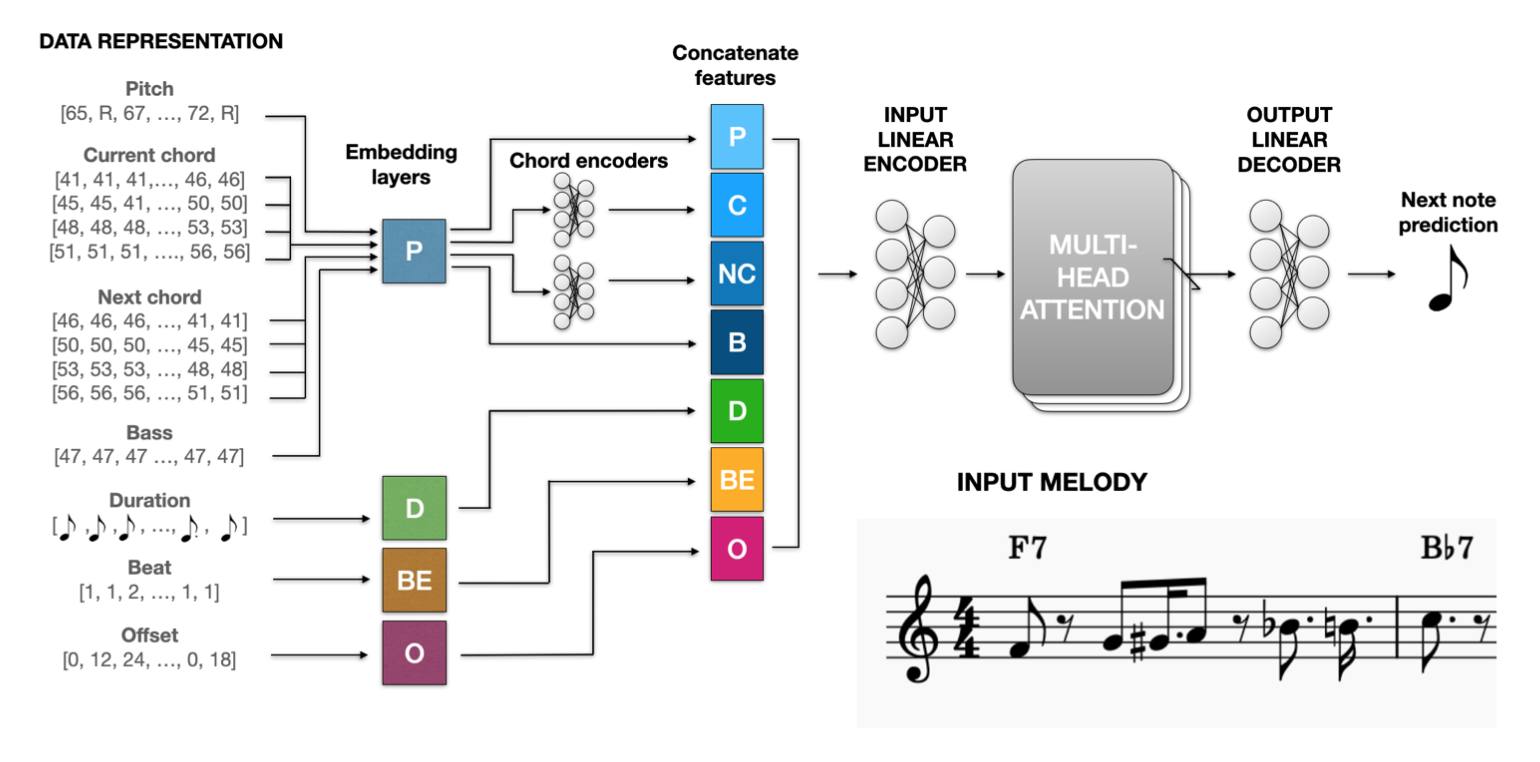 DATA REPRESENTATION
Pitch
[65, R, 67, …, 72, R]
Current chord
[41, 41, 41,…, 46, 46]
[45, 45, 41, …, 50, 50]
[48, 48, 48, …, 53, 53]
[51, 51, 51, …., 56, 56]
Next chord
[46, 46, 46, …, 41, 41]
[50, 50, 50, …, 45, 45]
[53, 53, 53, …, 48, 48]
[56, 56, 56, …, 51, 51]
Bass
[47, 47, 47 …, 47, 47]
Duration
[♪ ,♪,♪, …, ♪., ♪ ]
Beat
[1, 1, 2, …, 1, 1]
Offset
[0, 12, 24, …, 0, 18]
Embedding
layers
P
D
BE
O
Chord encoders
Concatenate
features
P
C
NC
B
D
BE
O
INPUT
LINEAR
ENCODER
MULTI-
HEAD
ATTENTION
OUTPUT
LINEAR
DECODER
Next note
prediction
INPUT MELODY
F7
B♭7
4
4